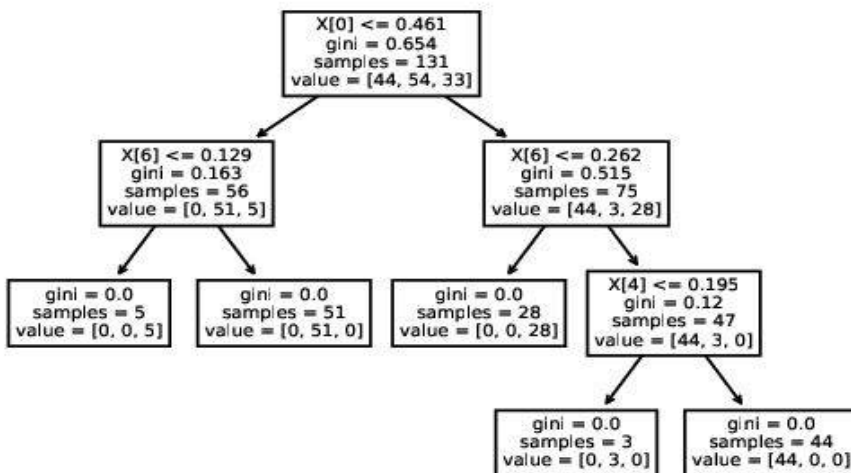 X[0] <= 0.461
gini = 0.654
samples = 131
value = [44, 54, 33]
X[6] <= 0.129
gini = 0.163
samples = 56
value = [0, 51, 5]
X[6] <= 0.262
gini = 0.515
samples = 75
value = [44, 3, 28]
gini = 0.0
samples = 5
value = [0, 0, 5]
gini = 0.0
samples = 51
value = [0, 51, 0]
gini = 0.0
samples = 28
value = [0, 0, 28]
X[4] <= 0.195
gini = 0.12
samples = 47
value = [44, 3, 0]
gini = 0.0
samples = 3
value = [0, 3, 0]
gini = 0.0
samples = 44
value = [44, 0, 0]